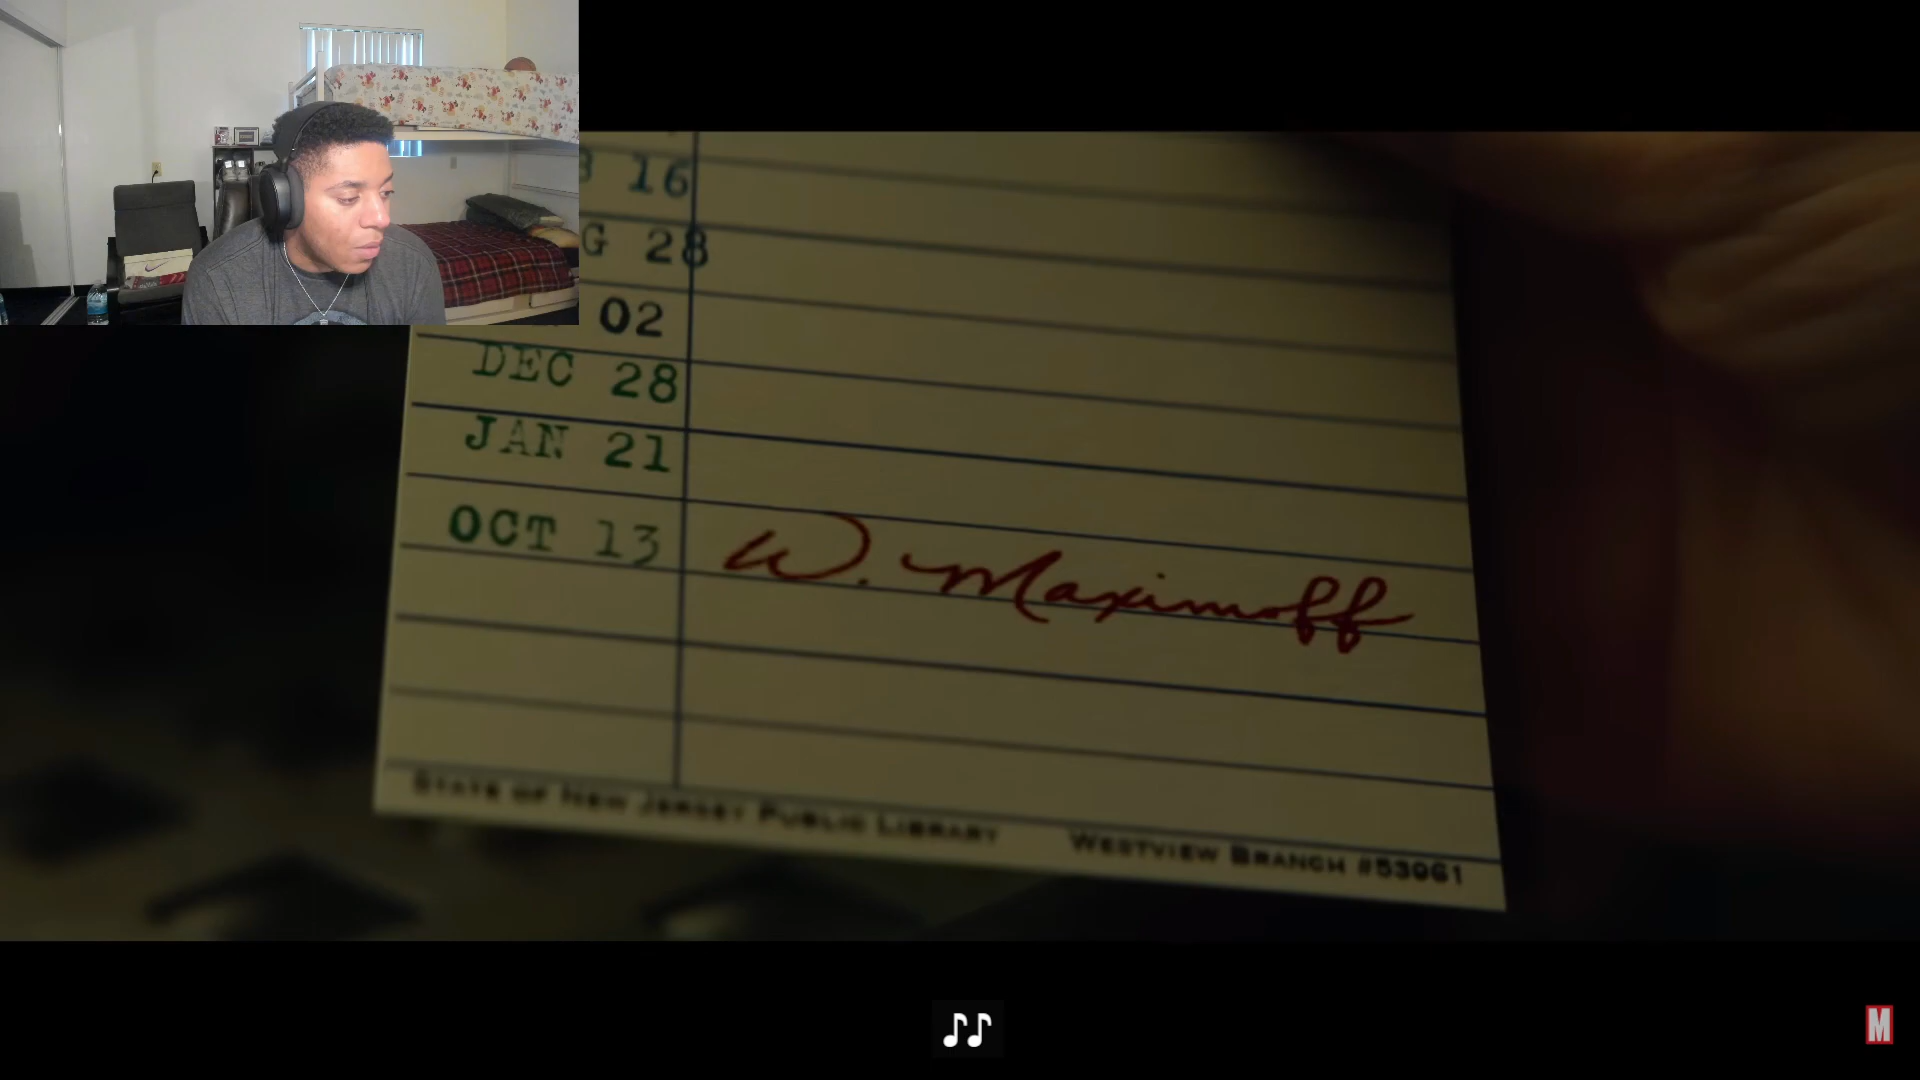 16
G 28
02
DEC 28
JAN 21
OCT 13 W. Maximoff
STATE OF NEW JERSEY PUBLIC LIBRARY WESTVIEW BRANCH #53061
M